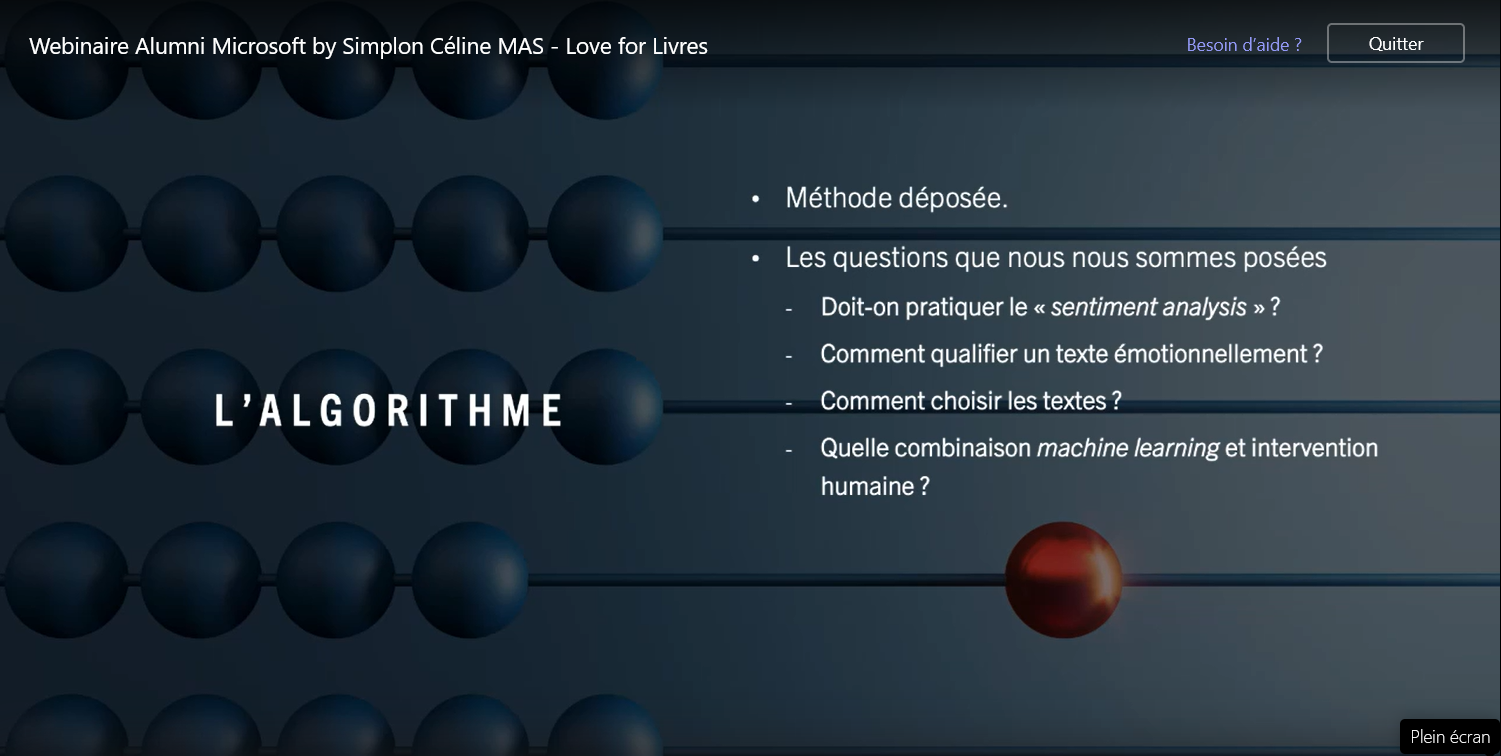 Webinaire Alumni Microsoft by Simplon Céline MAS - Love for Livres
Besoin d'aide ?
Quitter
L'ALGORITHME
• Méthode déposée.
• Les questions que nous nous sommes posées
- Doit-on pratiquer le « sentiment analysis » ?
- Comment qualifier un texte émotionnellement ?
- Comment choisir les textes ?
- Quelle combinaison machine learning et intervention
humaine ?
Plein écran